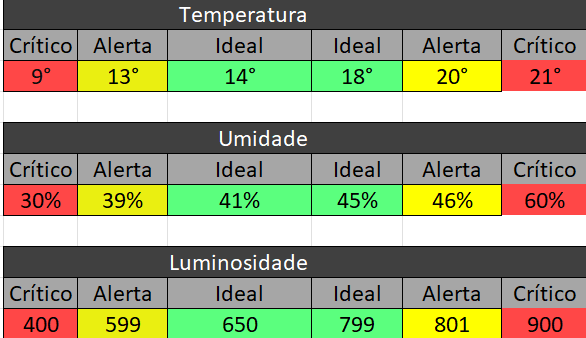 Temperatura
Crítico Alerta Ideal Ideal Alerta Crítico
9° 13° 14° 18° 20° 21°
Umidade
Crítico Alerta Ideal Ideal Alerta Crítico
30% 39% 41% 45% 46% 60%
Luminosidade
Crítico Alerta Ideal Ideal Alerta Crítico
400 599 650 799 801 900